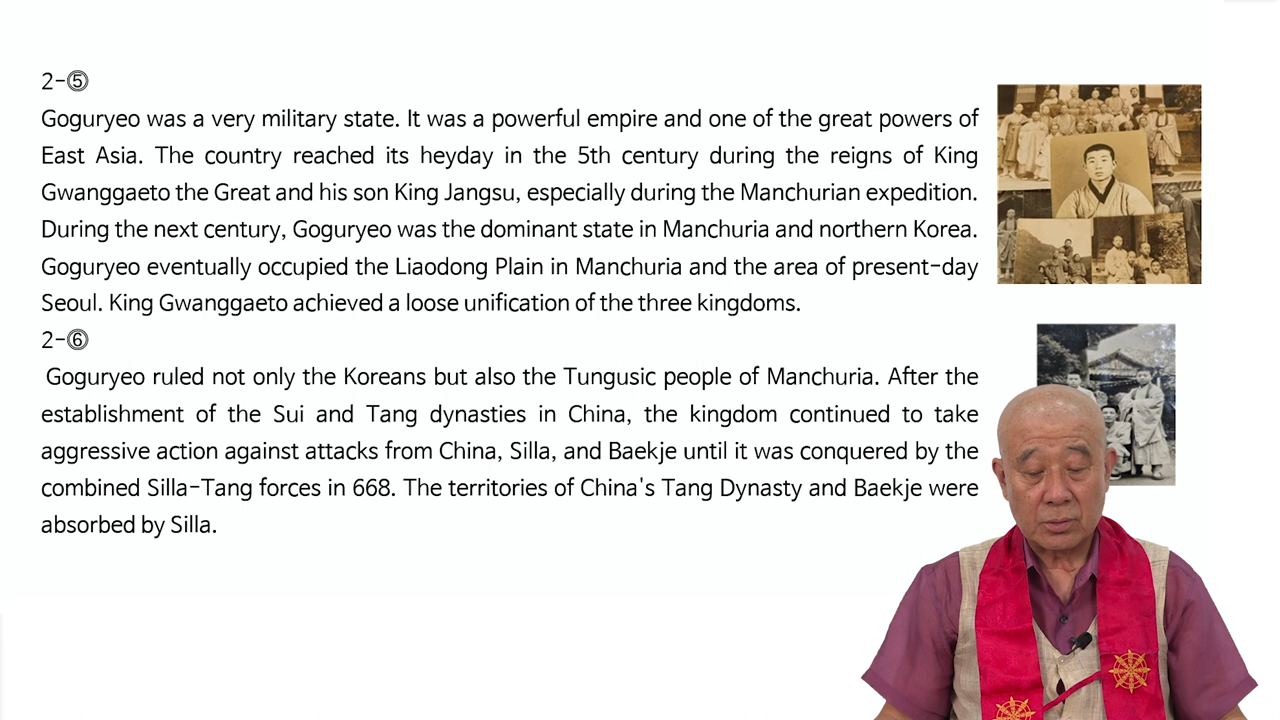 2-⑤
Goguryeo was a very military state. It was a powerful empire and one of the great powers of
East Asia. The country reached its heyday in the 5th century during the reigns of King
Gwanggaeto the Great and his son King Jangsu, especially during the Manchurian expedition.
During the next century, Goguryeo was the dominant state in Manchuria and northern Korea.
Goguryeo eventually occupied the Liaodong Plain in Manchuria and the area of present-day
Seoul. King Gwanggaeto achieved a loose unification of the three kingdoms.
2-⑥
Goguryeo ruled not only the Koreans but also the Tungusic people of Manchuria. After the
establishment of the Sui and Tang dynasties in China, the kingdom continued to take
aggressive action against attacks from China, Silla, and Baekje until it was conquered by the
combined Silla-Tang forces in 668. The territories of China's Tang Dynasty and Baekje were
absorbed by Silla.